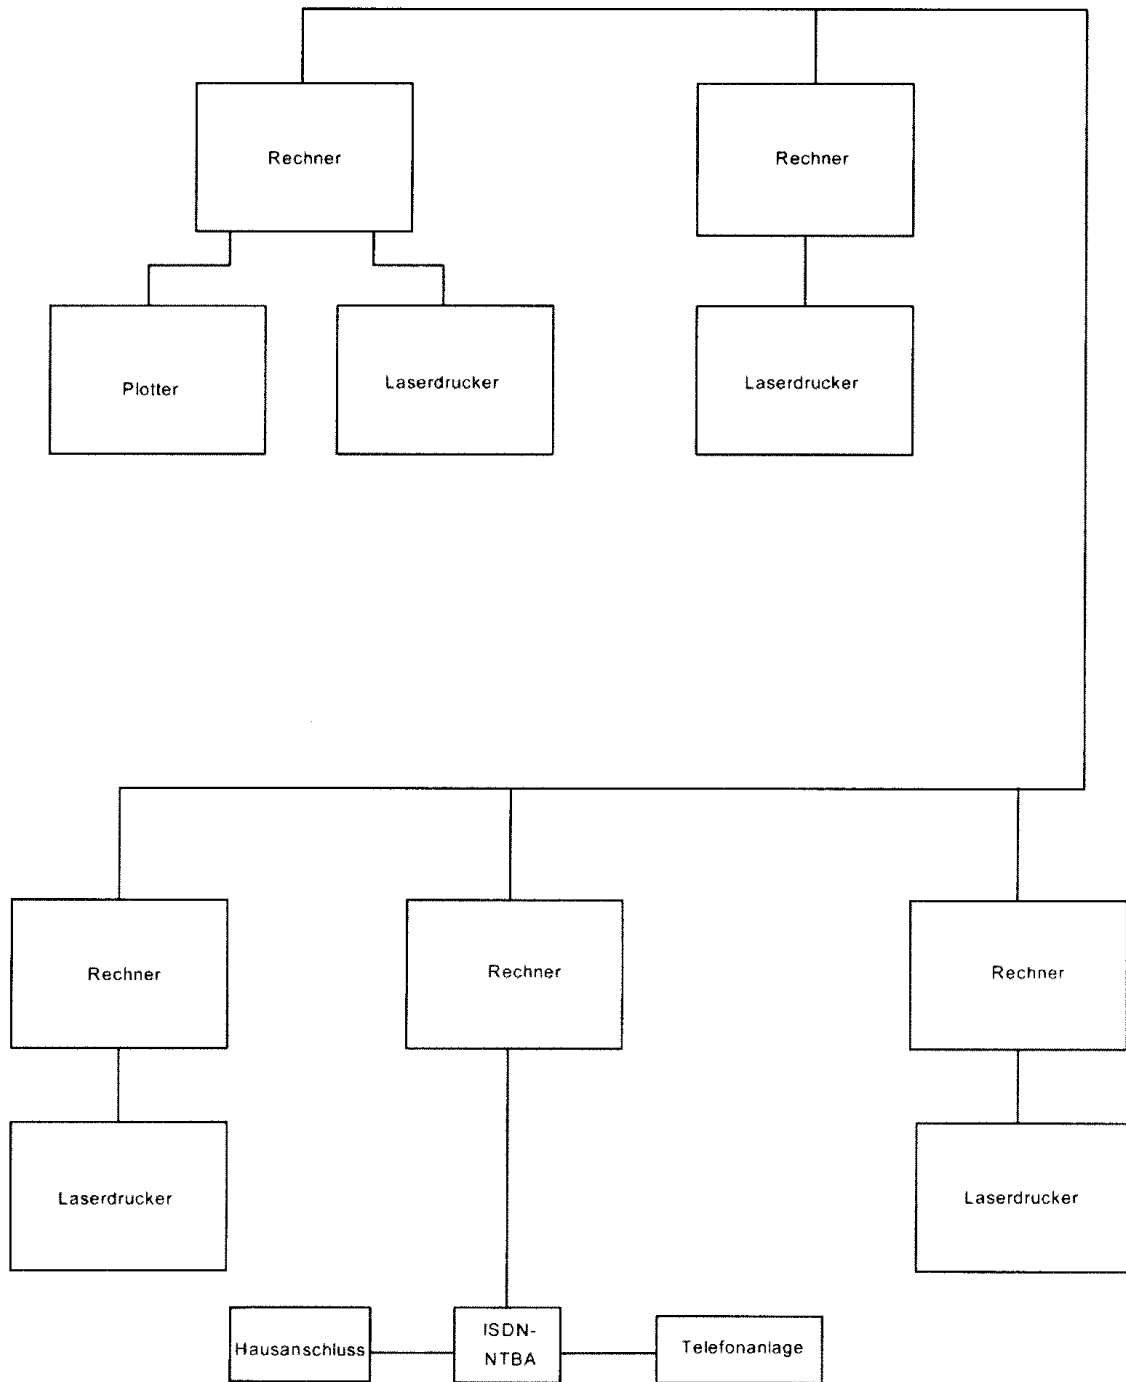 Rechner
Rechner
Plotter
Laserdrucker
Laserdrucker
Rechner
Rechner
Rechner
Laserdrucker
Laserdrucker
Hausanschluss
ISDN-
NTBA
Telefonanlage